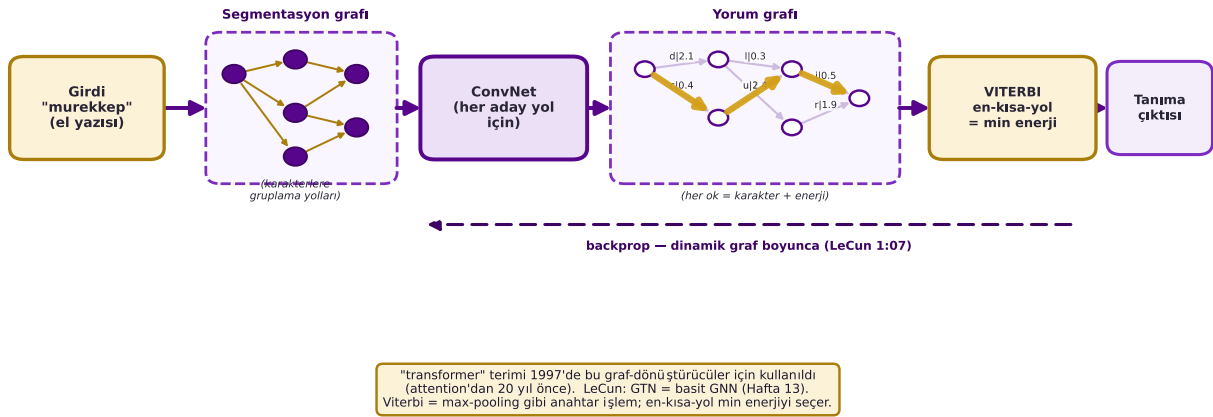 Segmentasyon grafı
Yorum grafı
Girdi
"murekkep"
(el yazısı)
ConvNet
(her aday yol
için)
d|2.1
l|0.3
0.4
u|2.
0.5
r|1.9
VITERBI
en-kısa-yol
= min enerji
Tanıma
çıktısı
(karakterlere
gruplama yolları)
(her ok = karakter + enerji)
backprop — dinamik graf boyunca (LeCun 1:07)
"transformer" terimi 1997'de bu graf-dönüştürücüler için kullanıldı
(attention'dan 20 yıl önce). LeCun: GTN = basit GNN (Hafta 13).
Viterbi = max-pooling gibi anahtar işlem; en-kısa-yol min enerjiyi seçer.